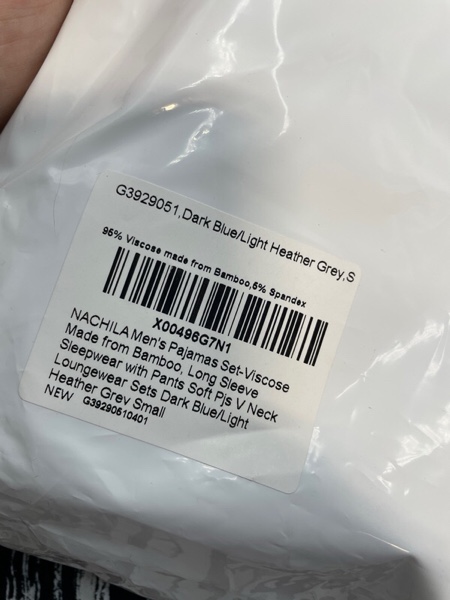 G3929051,Dark Blue/Light Heather Grey,S
95% Viscose made from Bamboo,5% Spandex
X00496G7N1
NACHILA Men's Pajamas Set-Viscose
Made from Bamboo, Long Sleeve
Sleepwear with Pants Soft Pjs V Neck
Loungewear Sets Dark Blue/Light
Heather Grey Small
NEW G39290510401